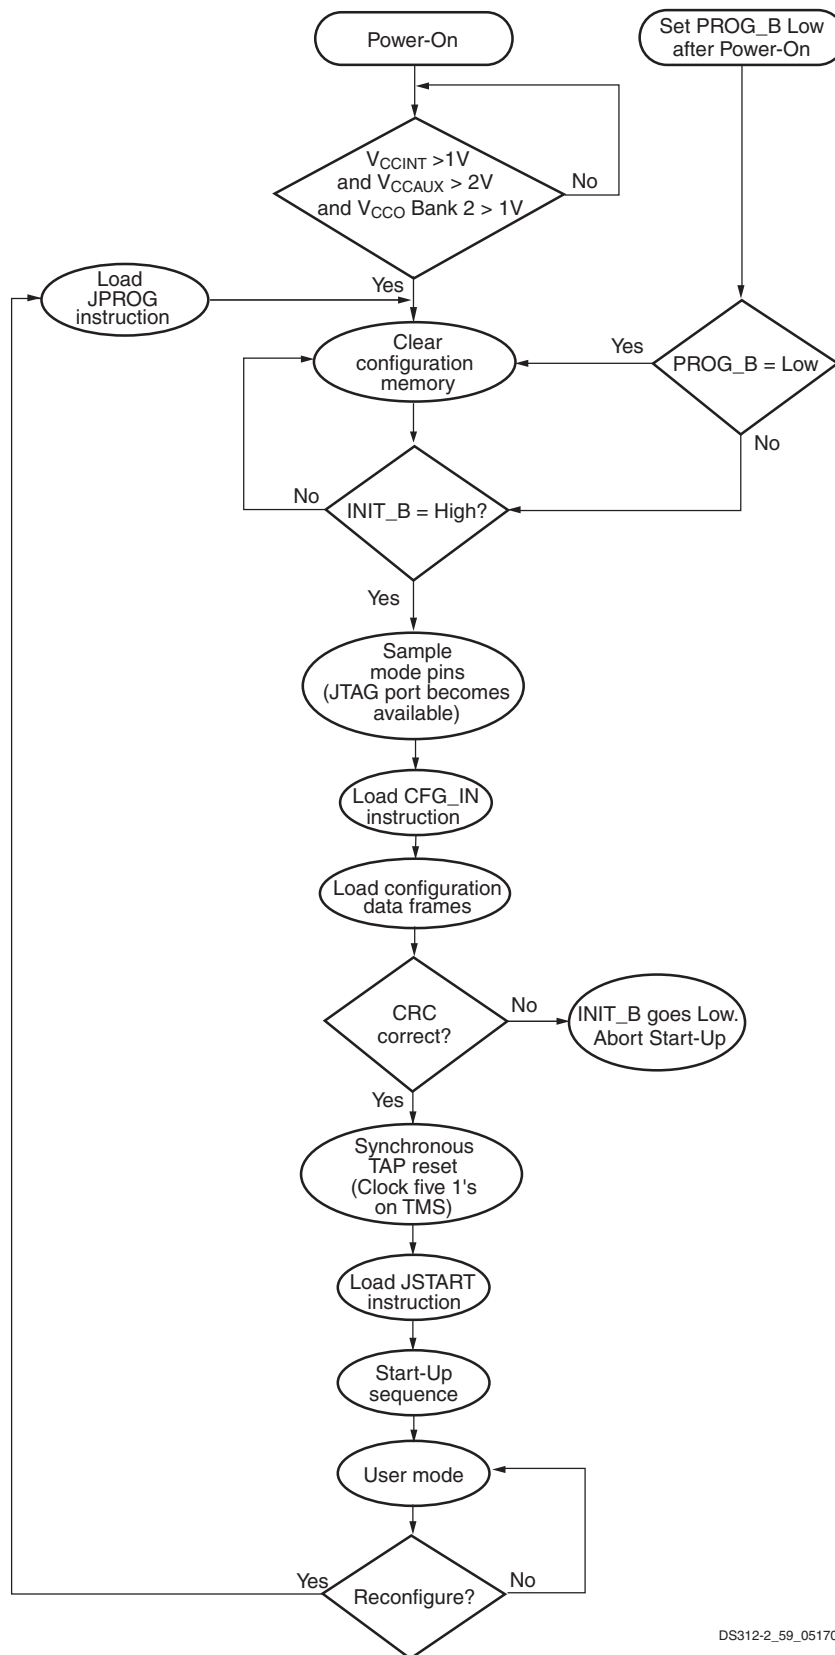 Power-On
Set PROG_B Low
after Power-On
VCCINT >1V
and VCCAUX > 2V
and VCCO Bank 2 > 1V
No
Yes
Load
JPROG
instruction
Clear
configuration
memory
Yes
PROG_B = Low
No
No
INIT_B = High?
Yes
Sample
mode pins
(JTAG port becomes
available)
Load CFG_IN
instruction
Load configuration
data frames
CRC
correct?
No
INIT_B goes Low.
Abort Start-Up
Yes
Synchronous
TAP reset
(Clock five 1's
on TMS)
Load JSTART
instruction
Start-Up
sequence
User mode
Yes
Reconfigure?
No
DS312-2_59_05170